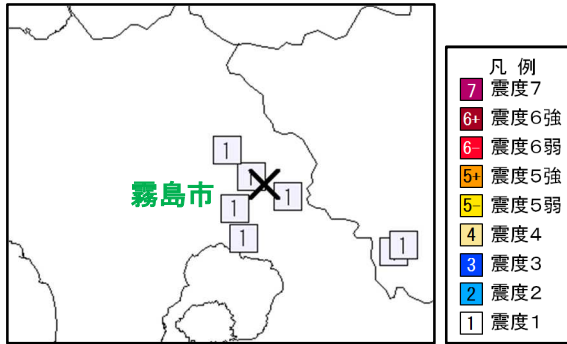 1
1
1
霧島市
1
1
1
凡 例
7 震度7
6+ 震度6強
6- 震度6弱
5+ 震度5強
5- 震度5弱
4 震度4
3 震度3
2 震度2
1 震度1